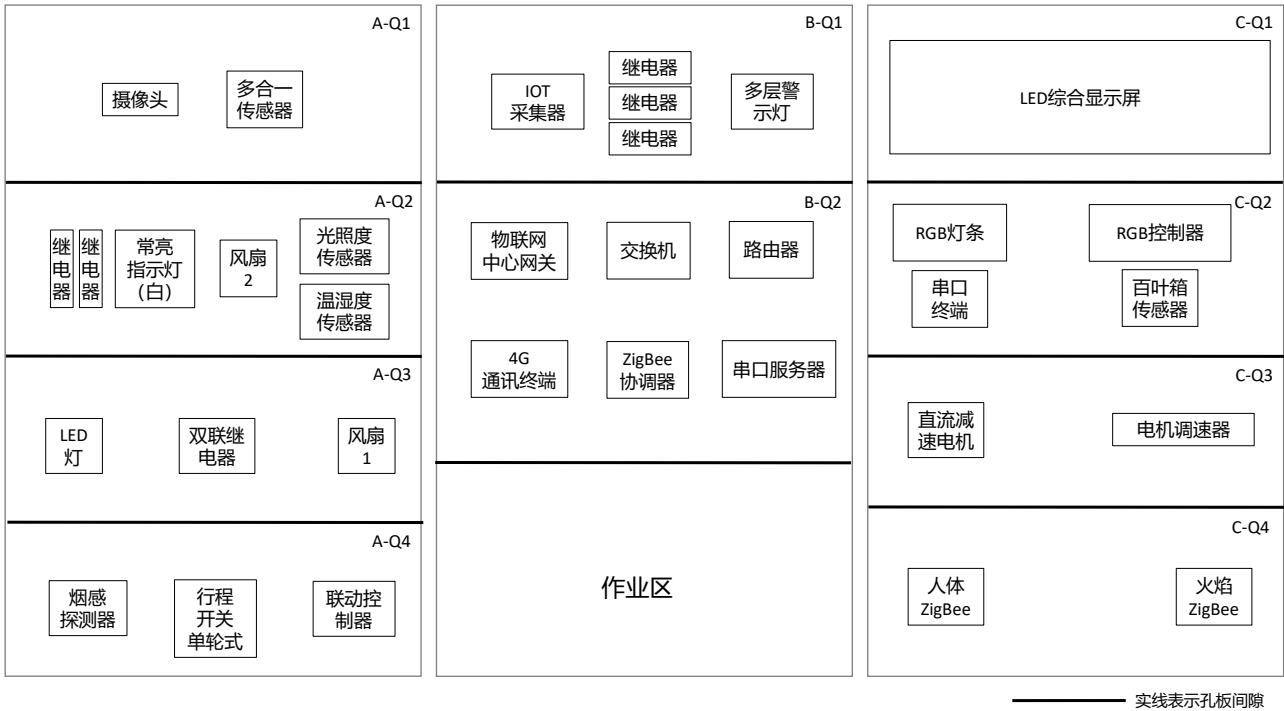 A-Q1
摄像头
多合一
传感器
A-Q2
继
电
器
继
电
器
常亮
指示灯
（白）
风扇
2
光照度
传感器
温湿度
传感器
A-Q3
LED
灯
双联继
电器
风扇
1
A-Q4
烟感
探测器
行程
开关
单轮式
联动控
制器
B-Q1
IOT
采集器
继电器
继电器
继电器
多层警
示灯
B-Q2
物联网
中心网关
交换机
路由器
4G
通讯终端
ZigBee
协调器
串口服务器
作业区
C-Q1
LED综合显示屏
C-Q2
RGB灯条
RGB控制器
串口
终端
百叶箱
传感器
C-Q3
直流减
速电机
电机调速器
C-Q4
人体
ZigBee
火焰
ZigBee
实线表示孔板间隙